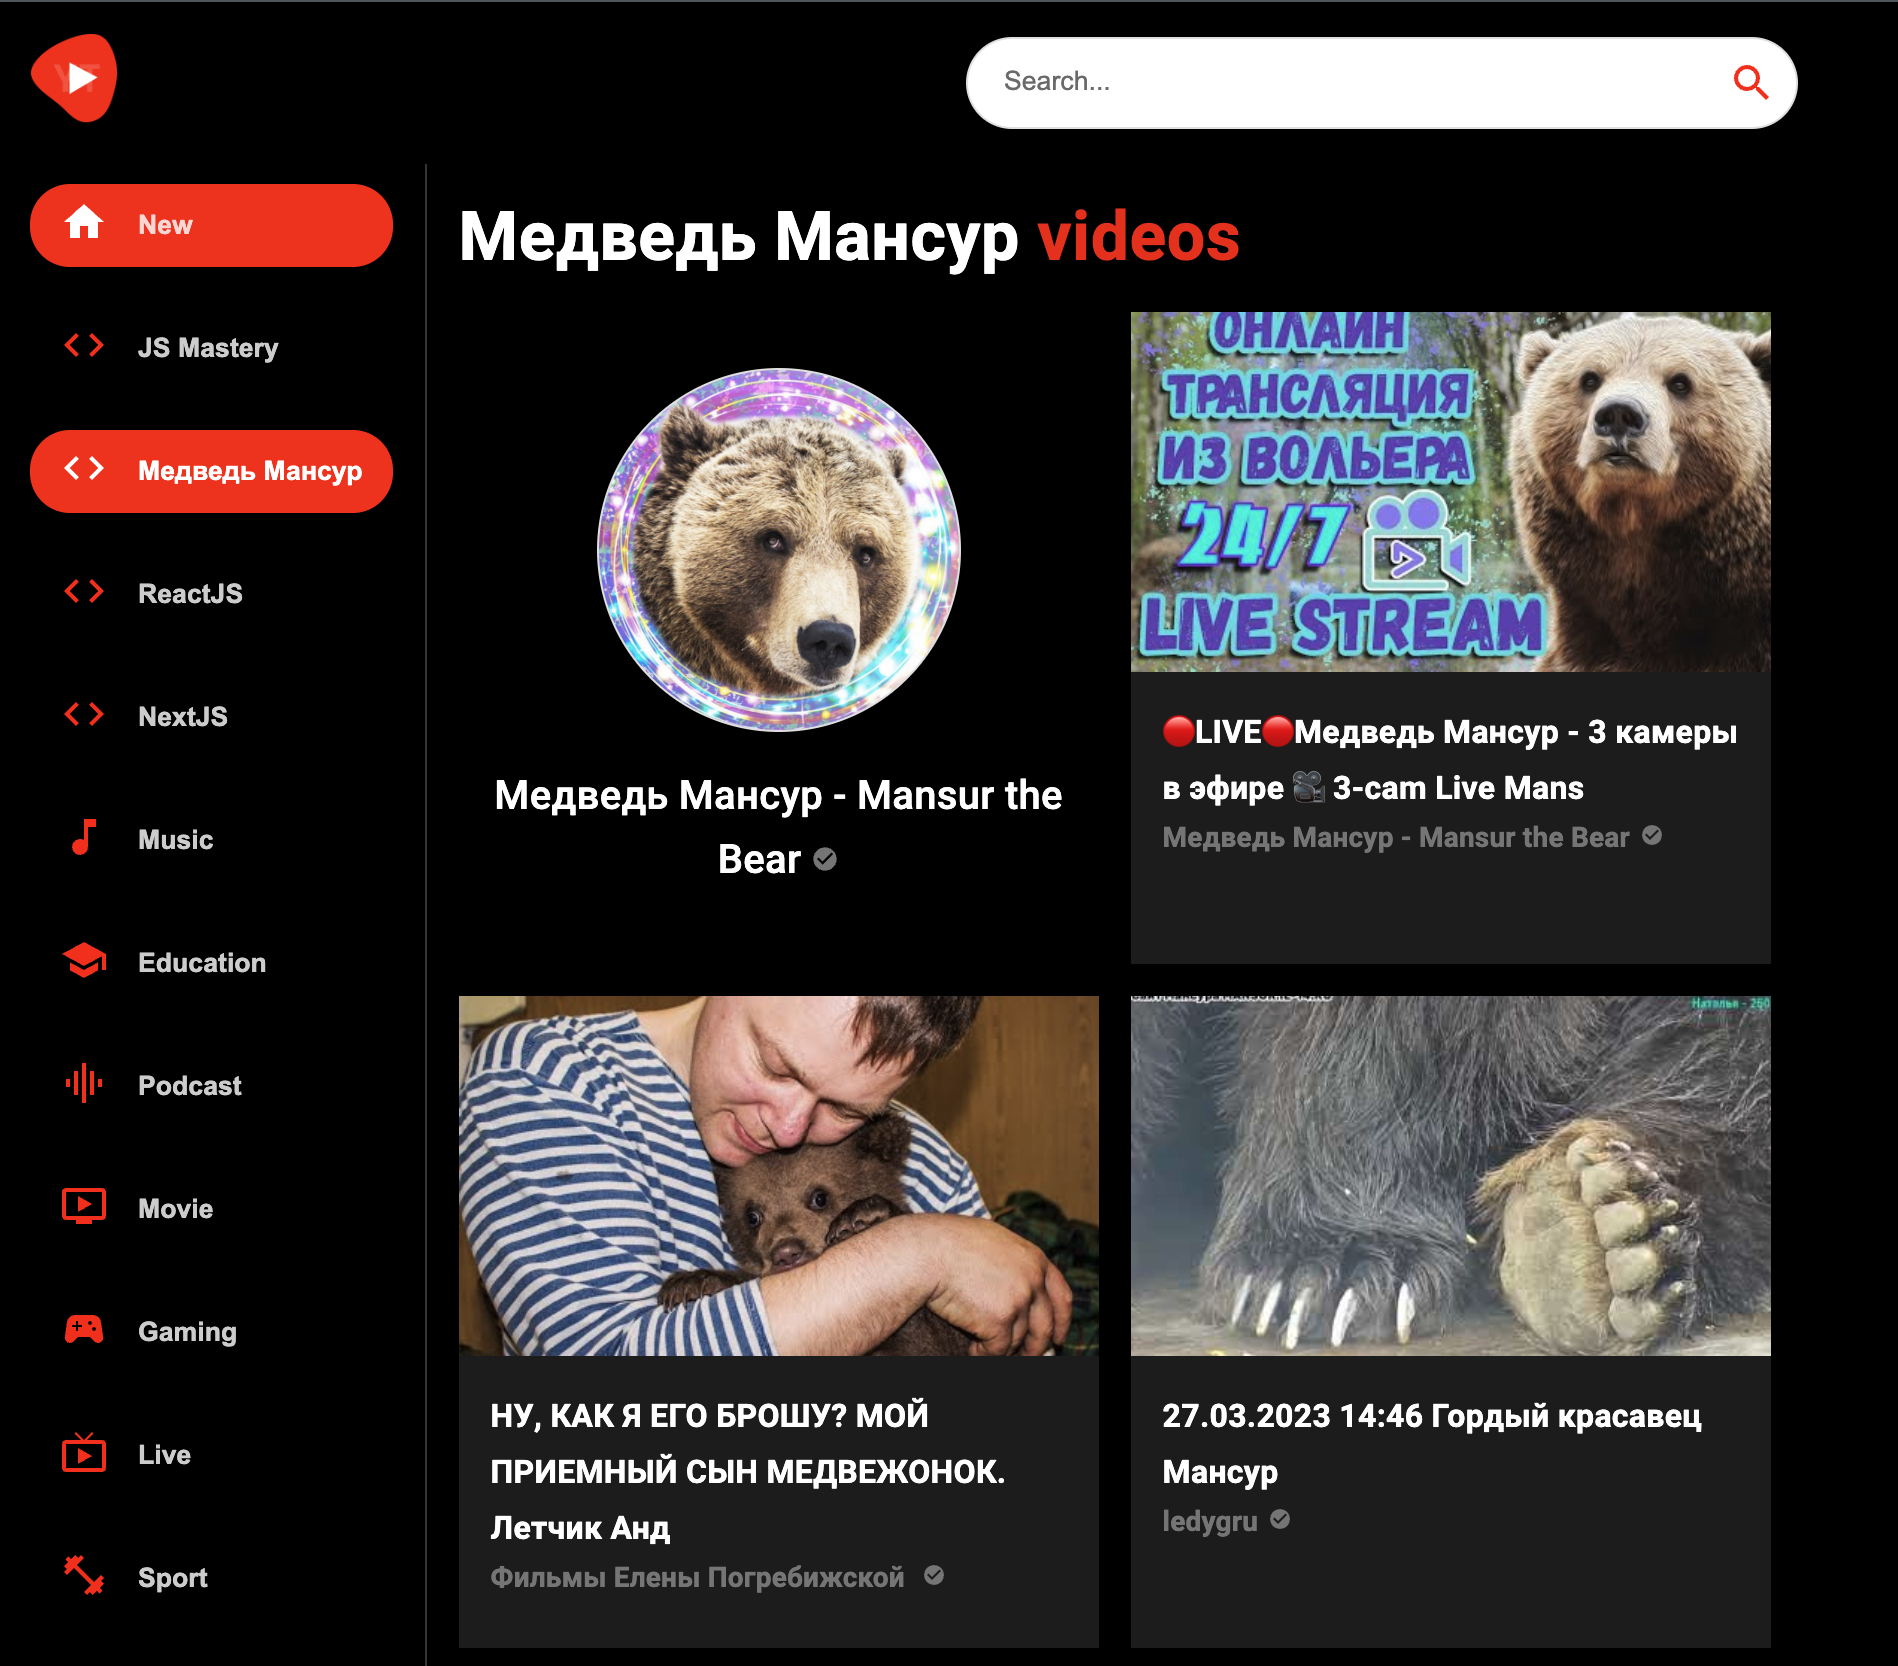 YT
Search...
New
JS Mastery
Медведь Мансур
ReactJS
NextJS
Music
Education
Podcast
Movie
Gaming
Live
Sport
Медведь Мансур videos
Медведь Мансур - Mansur the
Bear
ОНЛАЙН
ТРАНСЛЯЦИЯ
ИЗ ВОЛЬЕРА
24/7
LIVE STREAM
🔴LIVE🔴Медведь Мансур - 3 камеры
в эфире 🎥 3-cam Live Mans
Медведь Мансур - Mansur the Bear
НУ, КАК Я ЕГО БРОШУ? МОЙ
ПРИЕМНЫЙ СЫН МЕДВЕЖОНОК.
Летчик Анд
Фильмы Елены Погребижской
Наталья - 250
27.03.2023 14:46 Гордый красавец
Мансур
ledygru